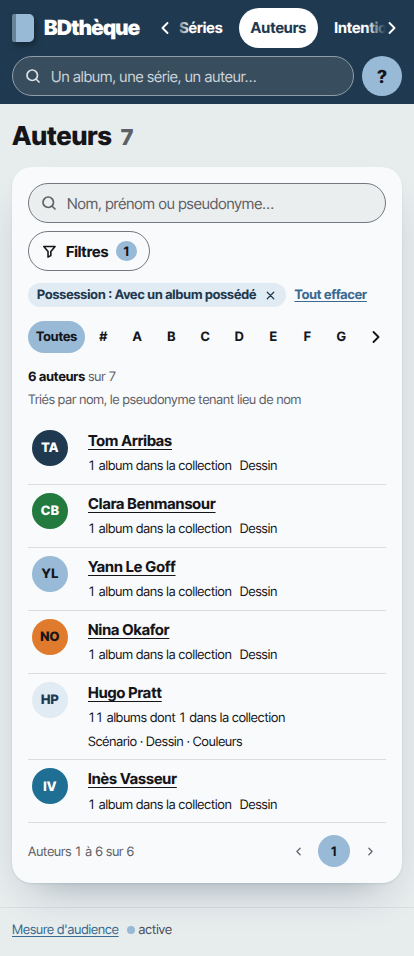 BDthèque
Séries
Auteurs
Intentic
Un album, une série, un auteur...
?
Auteurs 7
Nom, prénom ou pseudonyme...
Filtres 1
Possession : Avec un album possédé ×
Tout effacer
Toutes # A B C D E F G
6 auteurs sur 7
Triés par nom, le pseudonyme tenant lieu de nom
TA
Tom Arribas
1 album dans la collection Dessin
CB
Clara Benmansour
1 album dans la collection Dessin
YL
Yann Le Goff
1 album dans la collection Dessin
NO
Nina Okafor
1 album dans la collection Dessin
HP
Hugo Pratt
11 albums dont 1 dans la collection
Scénario · Dessin · Couleurs
IV
Inès Vasseur
1 album dans la collection Dessin
Auteurs 1 à 6 sur 6
‹ 1 ›
Mesure d'audience
active